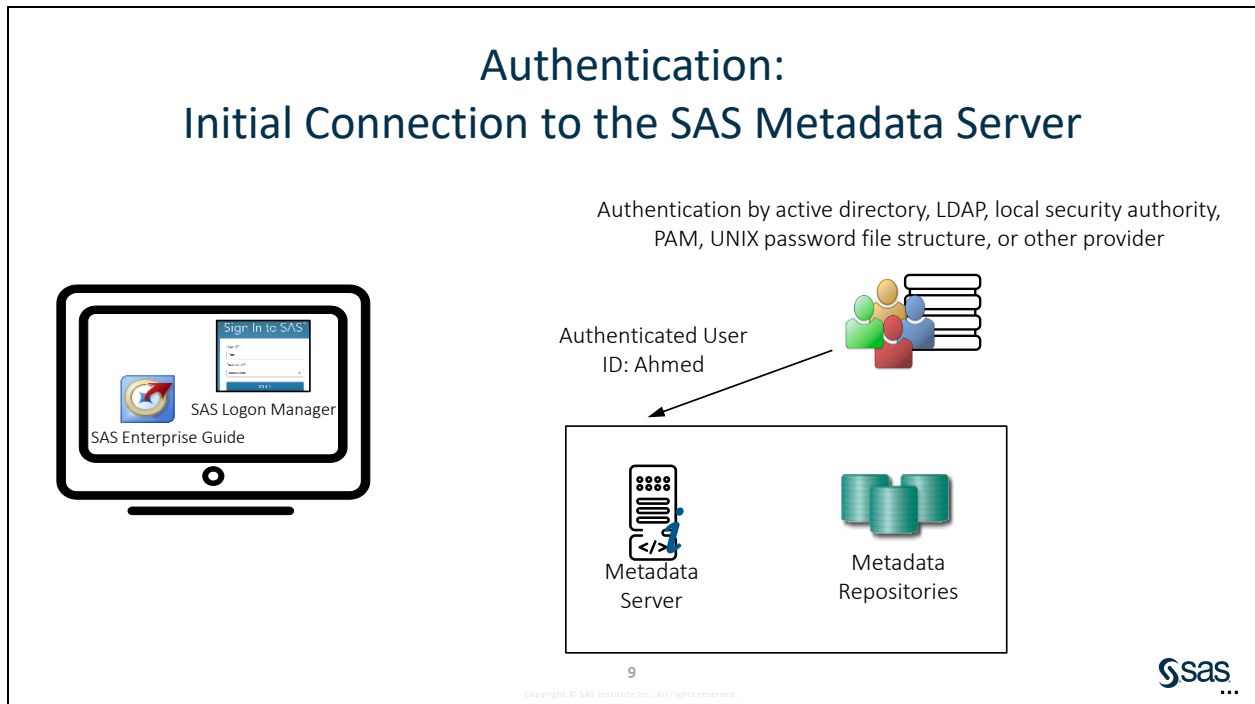 Authentication:
Initial Connection to the SAS Metadata Server
Authentication by active directory, LDAP, local security authority,
PAM, UNIX password file structure, or other provider
Authenticated User
ID: Ahmed
Sign In to SAS
SAS Logon Manager
SAS Enterprise Guide
</>
i
Metadata
Server
Metadata
Repositories
9
Copyright © SAS Institute Inc. All rights reserved.
sas
...